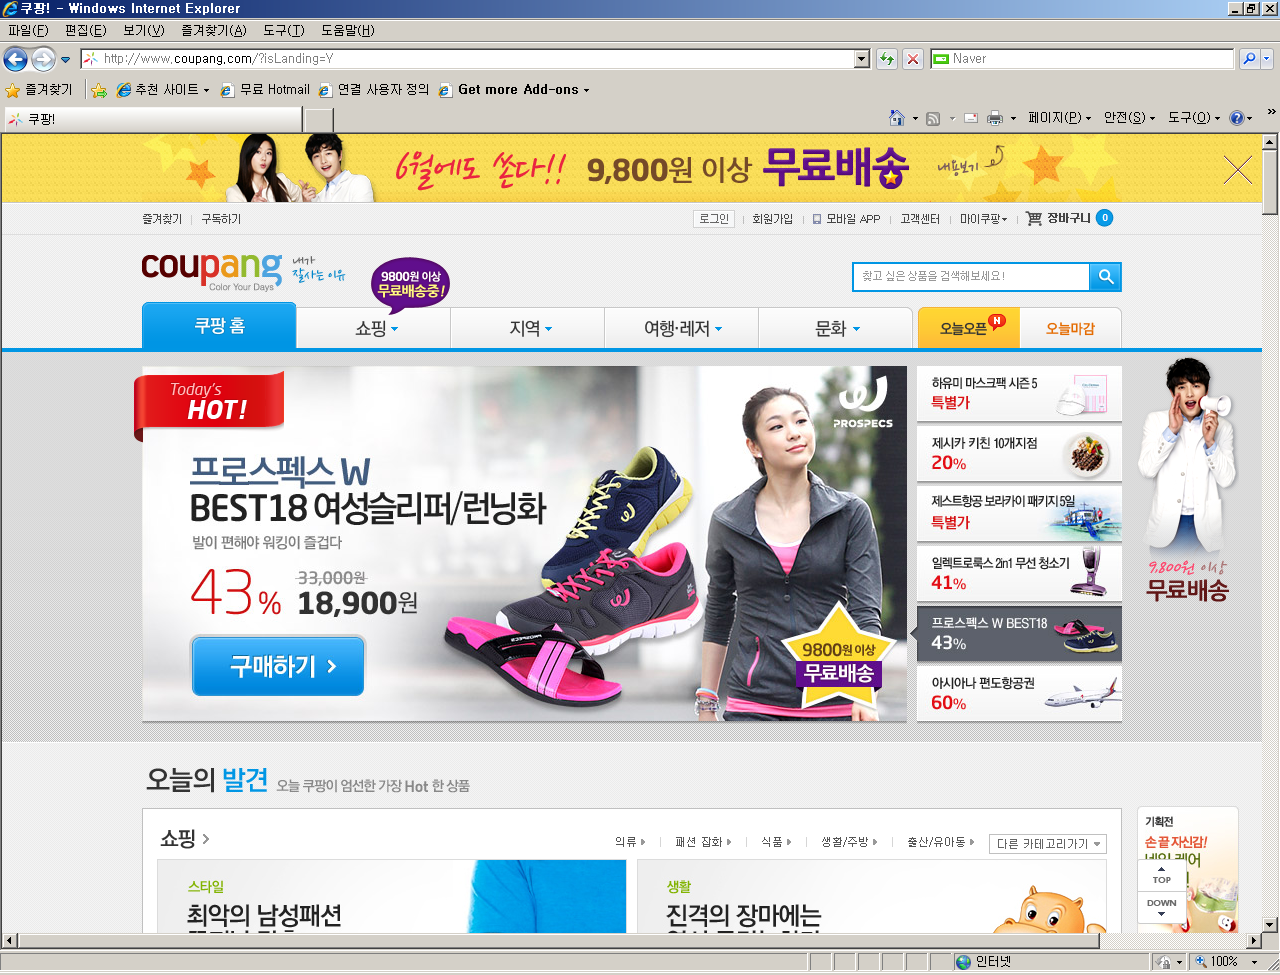 쿠팡! - Windows Internet Explorer
파일(F) 편집(E) 보기(V) 즐겨찾기(A) 도구(T) 도움말(H)
http://www.coupang.com/?isLanding=Y
Naver
즐겨찾기 추천 사이트 무료 Hotmail 연결 사용자 정의 Get more Add-ons
쿠팡!
페이지(P) 안전(S) 도구(O)
6월에도 쏜다!! 9,800원 이상 무료배송 내용보기
즐겨찾기 구독하기
로그인 회원가입 모바일 APP 고객센터 마이쿠팡 장바구니 0
coupang
Color Your Days
내가
잘사는 이유
9800원 이상
무료배송중!
찾고 싶은 상품을 검색해보세요!
쿠팡 홈 쇼핑 지역 여행·레저 문화 오늘오픈 N 오늘마감
Today's
HOT!
프로스펙스 W
BEST18 여성슬리퍼/런닝화
발이 편해야 워킹이 즐겁다
43% 33,000원
18,900원
구매하기
PROSPECS
9800원 이상
무료배송
하유미 마스크팩 시즌 5
특별가
제시카 키친 10개지점
20%
제스트항공 보라카이 패키지 5일
특별가
일렉트로룩스 2in1 무선 청소기
41%
프로스펙스 W BEST18
43%
아시아나 편도항공권
60%
9,800원 이상
무료배송
오늘의 발견 오늘 쿠팡이 엄선한 가장 Hot 한 상품
쇼핑
의류 패션 잡화 식품 생활/주방 출산/유아동 다른 카테고리가기
스타일
최악의 남성패션
생활
진격의 장마에는
기획전
손 끝 자신감!
네일 케어
TOP
DOWN
인터넷 100%